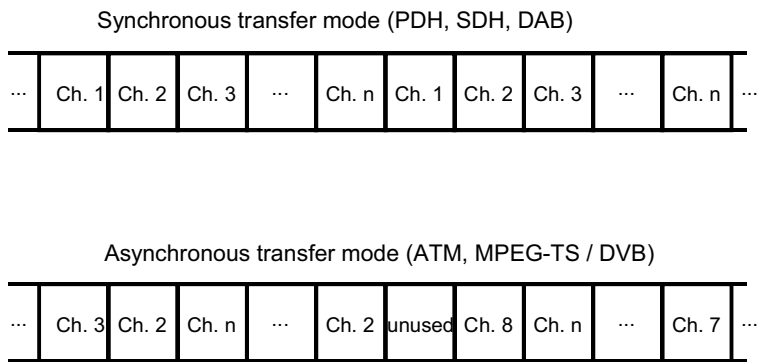 Synchronous transfer mode (PDH, SDH, DAB)
... Ch. 1 Ch. 2 Ch. 3 ... Ch. n Ch. 1 Ch. 2 Ch. 3 ... Ch. n ...
Asynchronous transfer mode (ATM, MPEG-TS / DVB)
... Ch. 3 Ch. 2 Ch. n ... Ch. 2 unused Ch. 8 Ch. n ... Ch. 7 ...